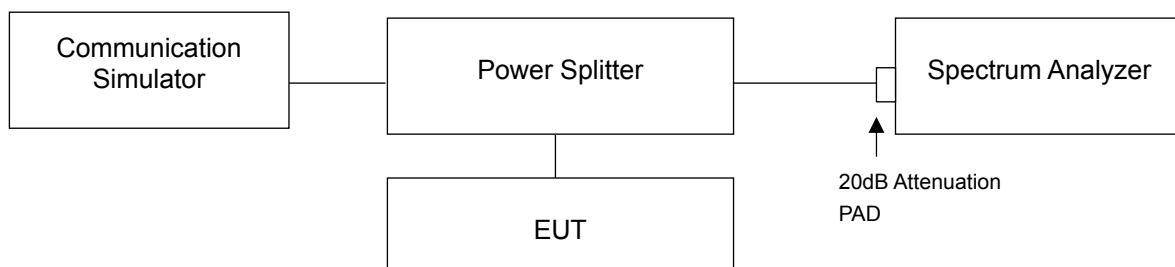 Communication
Simulator
Power Splitter
Spectrum Analyzer
20dB Attenuation
PAD
EUT